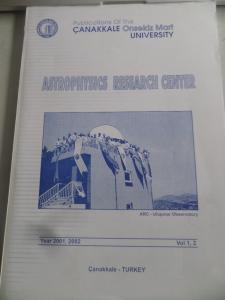 Publications Of the
ÇANAKKALE Onsekiz Mart
UNIVERSITY
ASTROPHYSICS RESEARCH CENTER
ARC - Ulupınar Observatory
Year 2001, 2002
Vol 1, 2
Çanakkale - TURKEY